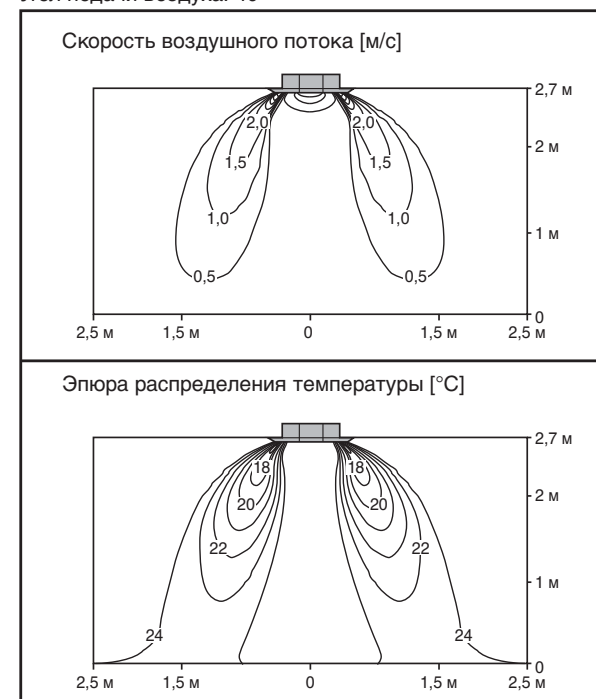 Скорость воздушного потока [м/с]
2,7 м
2,0 2,0
2 м
1,5 1,5
1,0 1,0
1 м
0,5 0,5
0
2,5 м 1,5 м 0 1,5 м 2,5 м
Эпюра распределения температуры [°C]
2,7 м
18 18
20 20
2 м
22 22
1 м
24 24
0
2,5 м 1,5 м 0 1,5 м 2,5 м